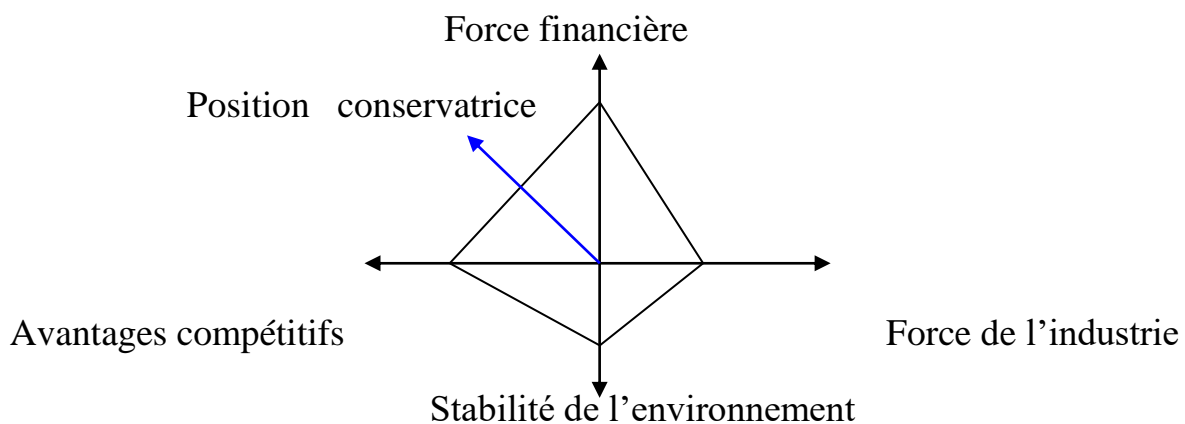 Force financière
Position conservatrice
Avantages compétitifs
Force de l’industrie
Stabilité de l’environnement